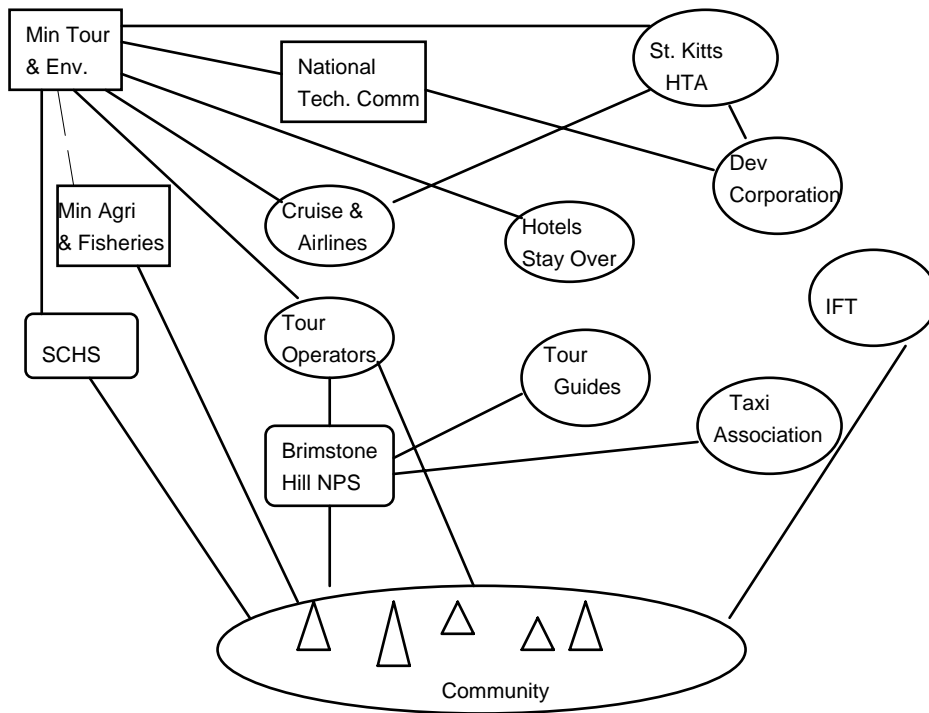 Min Tour
& Env.
National
Tech. Comm
St. Kitts
HTA
Dev
Corporation
Min Agri
& Fisheries
Cruise &
Airlines
Hotels
Stay Over
IFT
SCHS
Tour
Operators
Tour
Guides
Taxi
Association
Brimstone
Hill NPS
Community